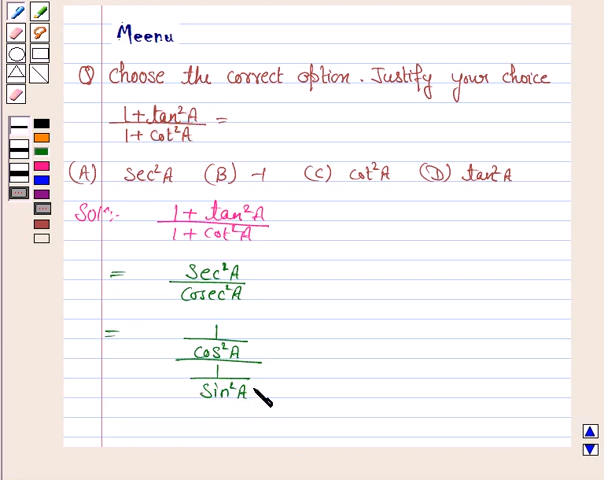 Meenu
Q Choose the correct option. Justify your choice
1 + tan²A
1 + cot²A =
(A) sec²A (B) -1 (C) cot²A (D) tan²A
Solⁿ:- 1 + tan²A
1 + cot²A
= Sec²A
Cosec²A
= 1
cos²A
1
Sin²A